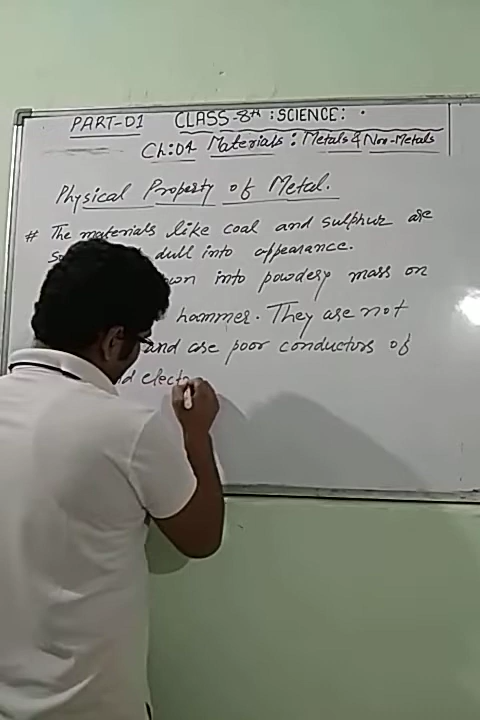 PART-01 CLASS-8th :SCIENCE:
Ch:04 Materials : Metals & Non-Metals
Physical Property of Metal.
# The materials like coal and sulphur are
dull into appearance.
into powdery mass on
hammer. They are not
and are poor conductors of
elect